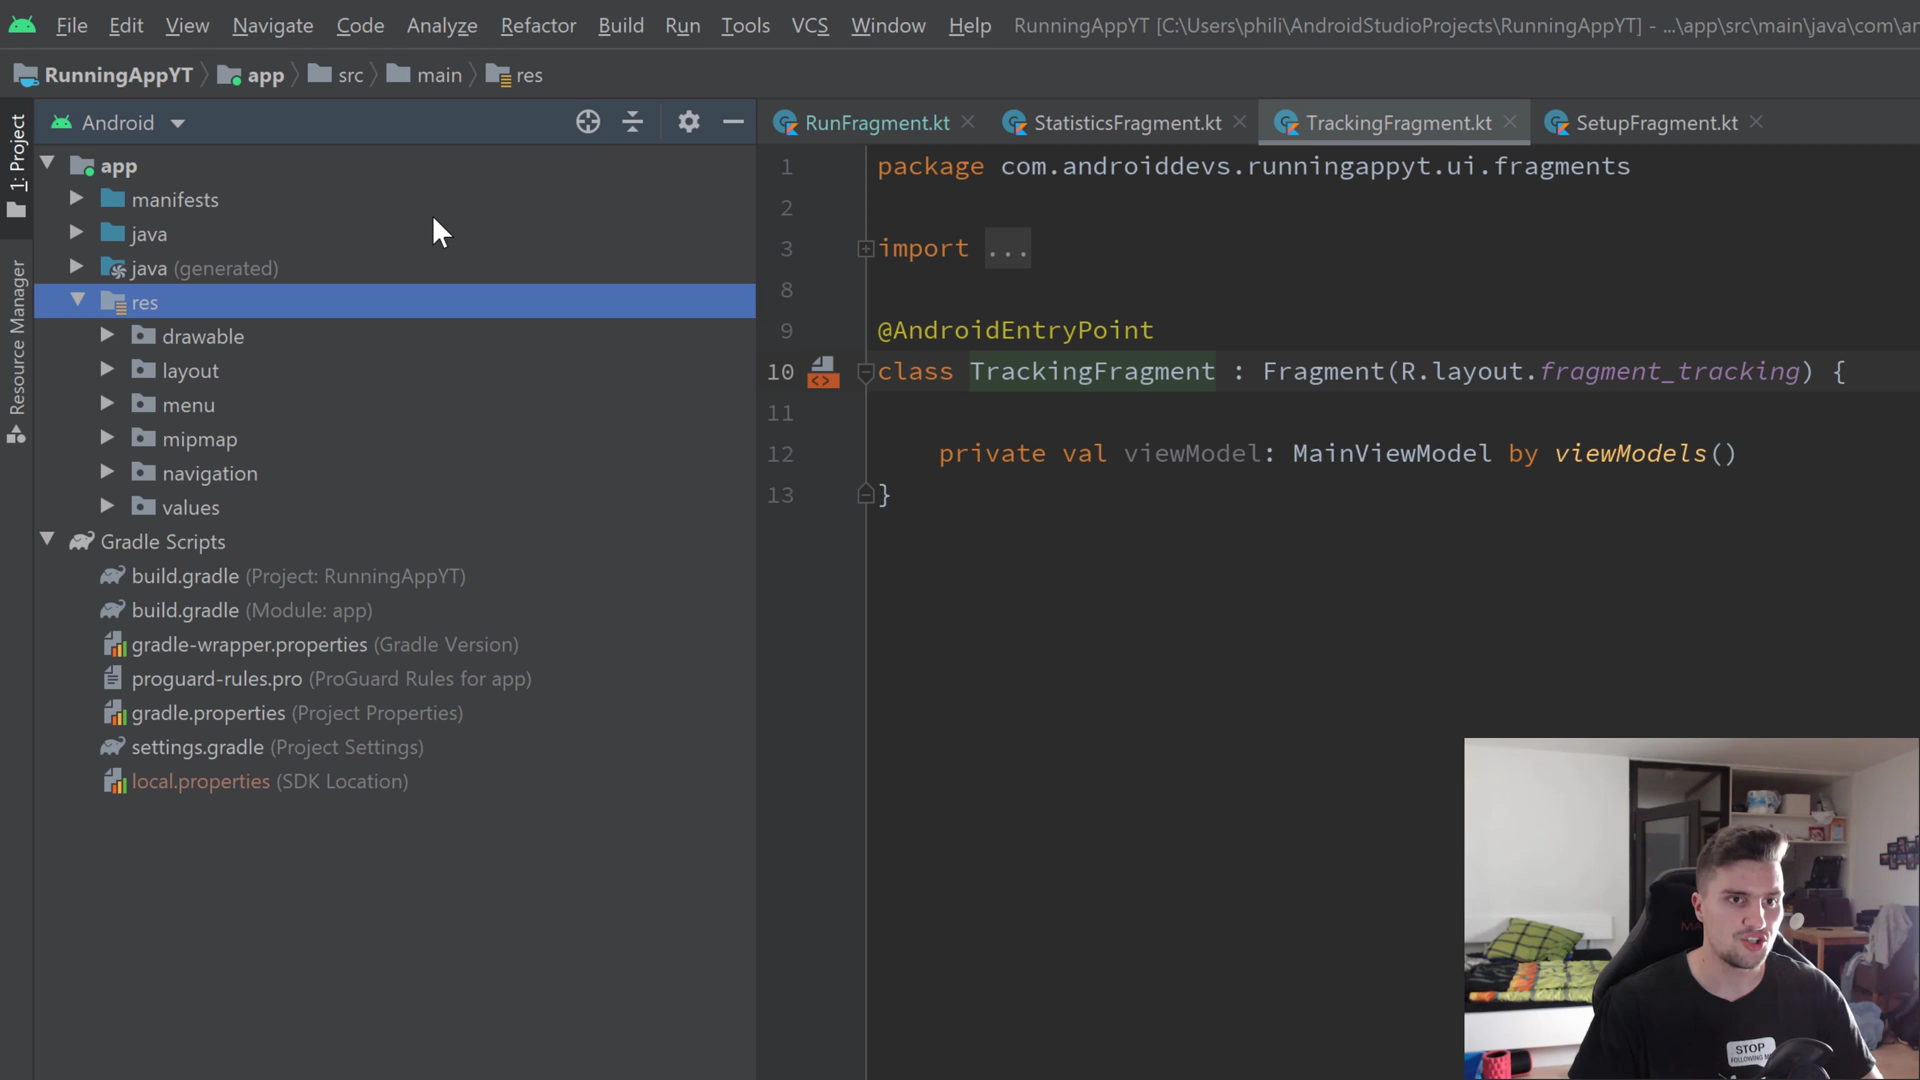 File Edit View Navigate Code Analyze Refactor Build Run Tools VCS Window Help RunningAppYT [C:\Users\phili\AndroidStudioProjects\RunningAppYT] - ...\app\src\main\java\com\ar
RunningAppYT app src main res
1: Project
Resource Manager
Android
app
manifests
java
java (generated)
res
drawable
layout
menu
mipmap
navigation
values
Gradle Scripts
build.gradle (Project: RunningAppYT)
build.gradle (Module: app)
gradle-wrapper.properties (Gradle Version)
proguard-rules.pro (ProGuard Rules for app)
gradle.properties (Project Properties)
settings.gradle (Project Settings)
local.properties (SDK Location)
RunFragment.kt StatisticsFragment.kt TrackingFragment.kt SetupFragment.kt
1 package com.androiddevs.runningappyt.ui.fragments
2
3 import ...
8
9 @AndroidEntryPoint
10 class TrackingFragment : Fragment(R.layout.fragment_tracking) {
11
12 private val viewModel: MainViewModel by viewModels()
13 }
STOP
FOLLOWING ME